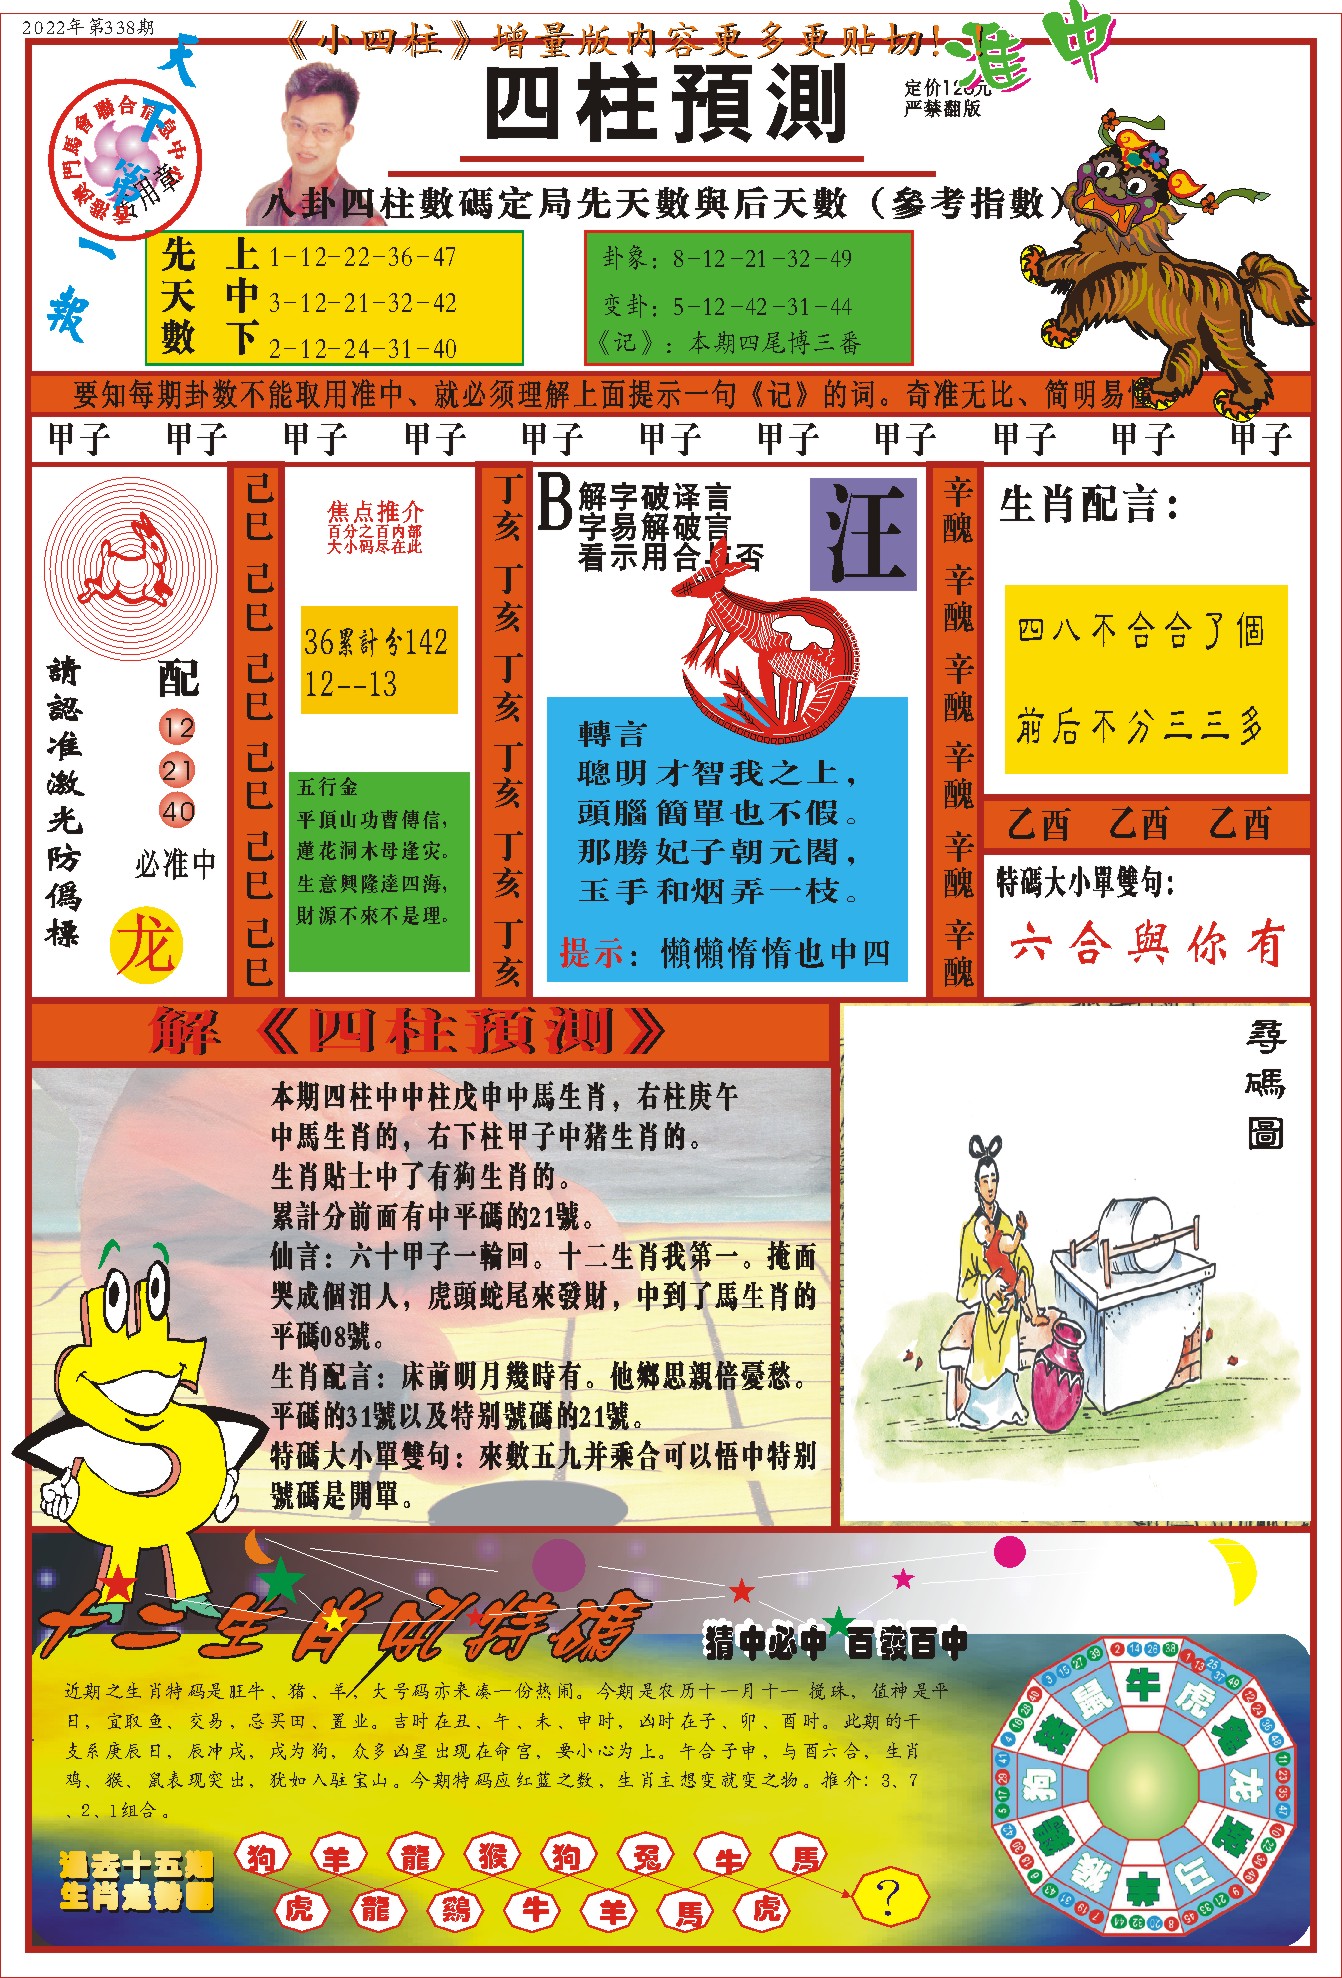 2022年第338期
《小四柱》增量版内容更多更贴切！！
准中
天下第一報
香港澳門馬會聯合信息中心
专用章
四柱預測
定价120元
严禁翻版
八卦四柱數碼定局先天數與后天數（參考指數）
先天數
上 1-12-22-36-47
中 3-12-21-32-42
下 2-12-24-31-40
卦象：8-12-21-32-49
变卦：5-12-42-31-44
《记》：本期四尾博三番
要知每期卦数不能取用准中、就必须理解上面提示一句《记》的词。奇准无比、简明易懂
甲子 甲子 甲子 甲子 甲子 甲子 甲子 甲子 甲子 甲子 甲子
請認准激光防僞標
配
12
21
40
必准中
龙
己巳 己巳 己巳 己巳 己巳 己巳
焦点推介
百分之百内部
大小码尽在此
36累計分142
12--13
五行金
平頂山功曹傳信，
蓮花洞木母逢灾。
生意興隆達四海，
財源不來不是理。
丁亥 丁亥 丁亥 丁亥 丁亥 丁亥
B
解字破译言
字易解破言
看示用合与否
汪
轉言
聰明才智我之上，
頭腦簡單也不假。
那勝妃子朝元閣，
玉手和烟弄一枝。
提示：懶懶惰惰也中四
辛醜 辛醜 辛醜 辛醜 辛醜 辛醜
生肖配言：
四八不合合了個
前后不分三三多
乙酉 乙酉 乙酉
特碼大小單雙句：
六合與你有
解《四柱預測》
本期四柱中中柱戊申中馬生肖，右柱庚午
中馬生肖的，右下柱甲子中猪生肖的。
生肖貼士中了有狗生肖的。
累計分前面有中平碼的21號。
仙言：六十甲子一輪回。十二生肖我第一。掩面
哭成個泪人，虎頭蛇尾來發財，中到了馬生肖的
平碼08號。
生肖配言：床前明月幾時有。他鄉思親倍憂愁。
平碼的31號以及特别號碼的21號。
特碼大小單雙句：來數五九并乘合可以悟中特别
號碼是開單。
尋碼圖
十二生肖凤特碼
猜中必中 百發百中
近期之生肖特码是旺牛、猪、羊，大号码亦来凑一份热闹。今期是农历十一月十一 搅珠，值神是平
日，宜取鱼、交易，忌买田、置业。吉时在丑、午、未、申时，凶时在子、卯、酉时。此期的干
支系庚辰日，辰冲戌，戌为狗，众多凶星出现在命宫，要小心为上。午合子申，与酉六合，生肖
鸡、猴、鼠表现突出，犹如入驻宝山。今期特码应红蓝之数，生肖主想变就变之物。推介：3、7
、2、1组合。
過去十五期
生肖走勢圖
狗 羊 龍 猴 狗 兔 牛 馬
虎 龍 鷄 牛 羊 馬 虎
？
牛 虎 兔 龙 蛇 马 羊 猴 鸡 狗 猪 鼠